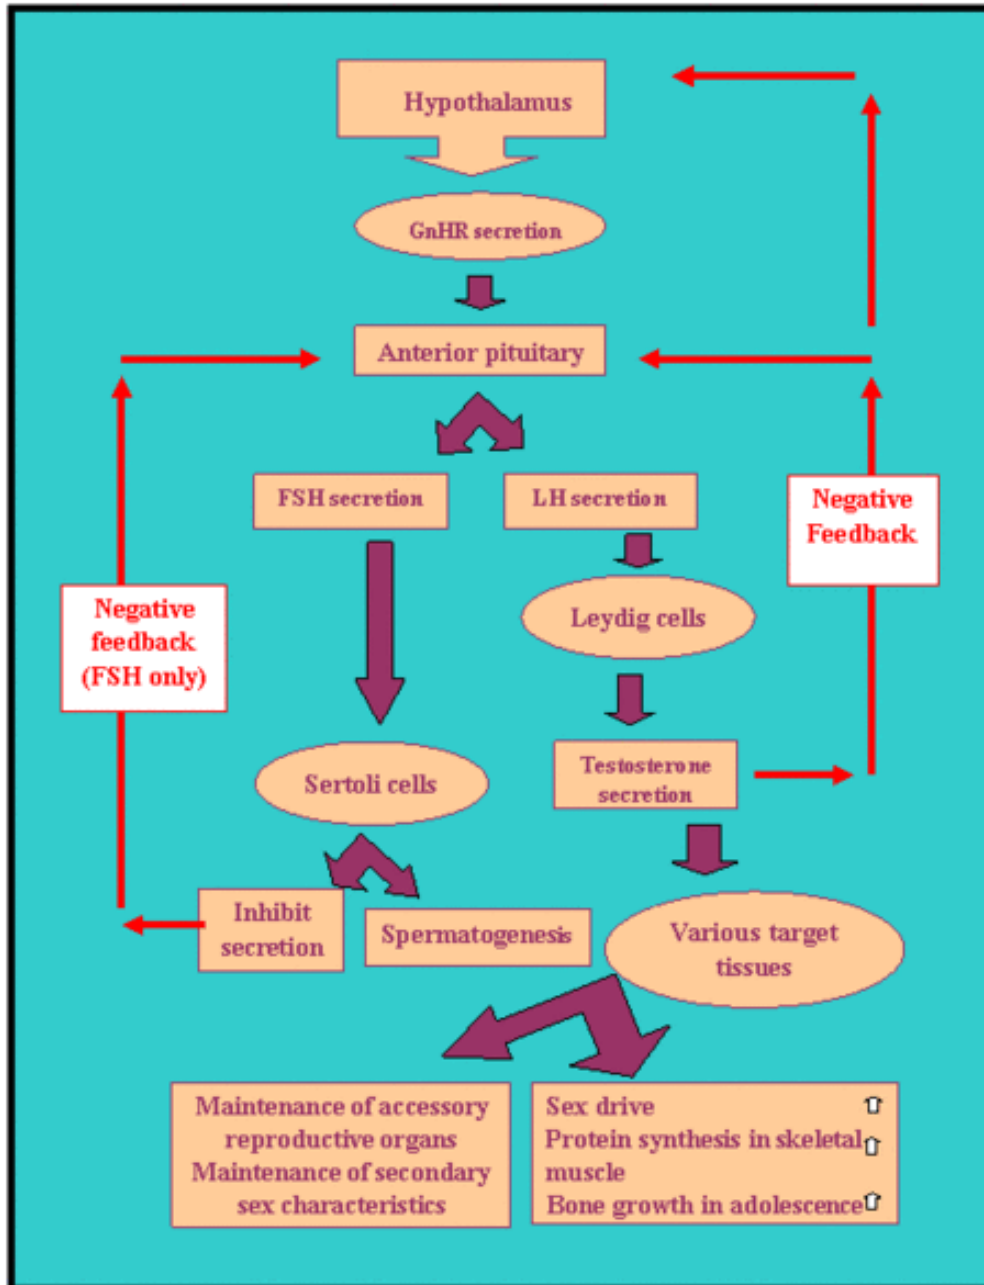 Hypothalamus
GnHR secretion
Anterior pituitary
FSH secretion
LH secretion
Negative
Feedback
Negative
feedback
(FSH only)
Leydig cells
Sertoli cells
Testosterone
secretion
Inhibit
secretion
Spermatogenesis
Various target
tissues
Maintenance of accessory
reproductive organs
Maintenance of secondary
sex characteristics
Sex drive
Protein synthesis in skeletal
muscle
Bone growth in adolescence